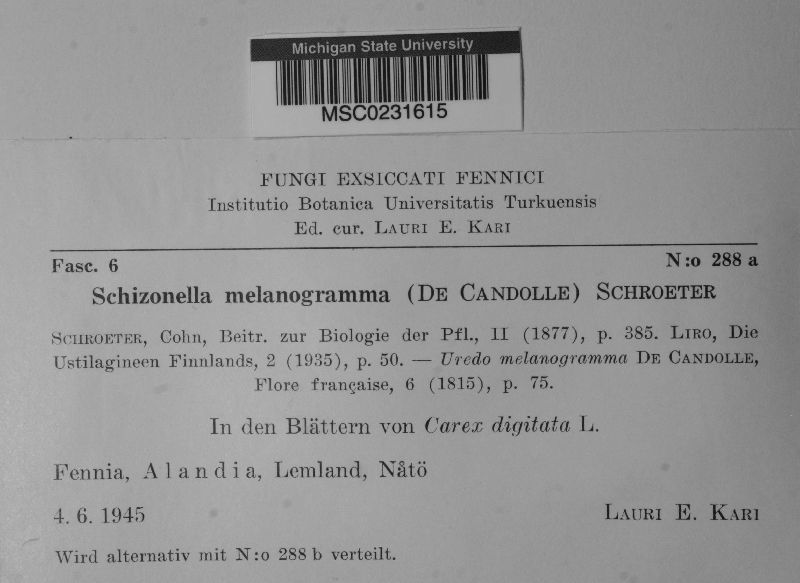 Michigan State University
MSC0231615
FUNGI EXSICCATI FENNICI
Institutio Botanica Universitatis Turkuensis
Ed. cur. LAURI E. KARI
Fasc. 6 N:o 288 a
Schizonella melanogramma (DE CANDOLLE) SCHROETER
SCHROETER, Cohn, Beitr. zur Biologie der Pfl., II (1877), p. 385. LIRO, Die
Ustilagineen Finnlands, 2 (1935), p. 50. — Uredo melanogramma DE CANDOLLE,
Flore française, 6 (1815), p. 75.
In den Blättern von Carex digitata L.
Fennia, Alandia, Lemland, Nåtö
4. 6. 1945 LAURI E. KARI
Wird alternativ mit N:o 288 b verteilt.